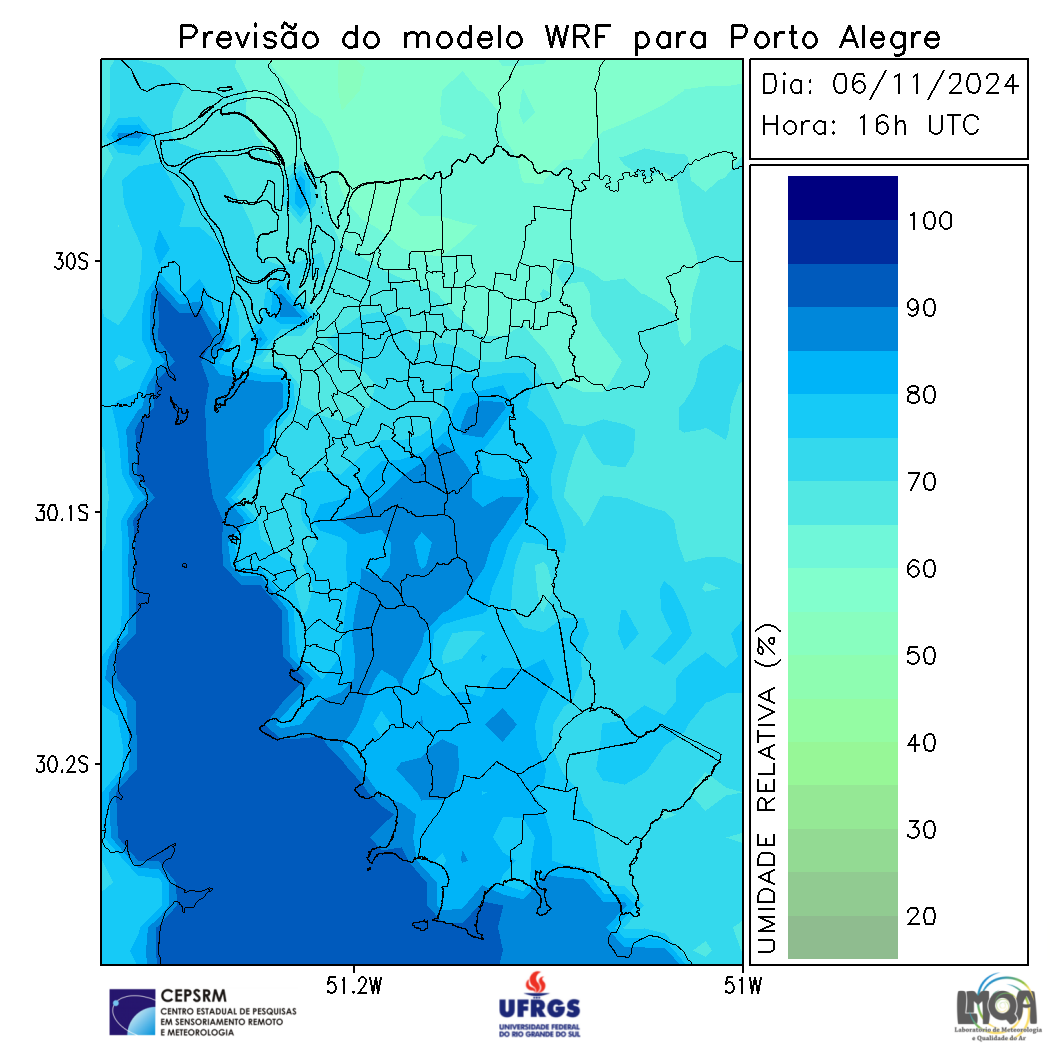 Previsão do modelo WRF para Porto Alegre
Dia: 06/11/2024
Hora: 16h UTC
30S
30.1S
30.2S
51.2W
51W
100
90
80
70
60
50
40
30
20
UMIDADE RELATIVA (%)
CEPSRM
CENTRO ESTADUAL DE PESQUISAS
EM SENSORIAMENTO REMOTO
E METEOROLOGIA
UFRGS
UNIVERSIDADE FEDERAL
DO RIO GRANDE DO SUL
LMQA
Laboratório de Meteorologia
e Qualidade do Ar